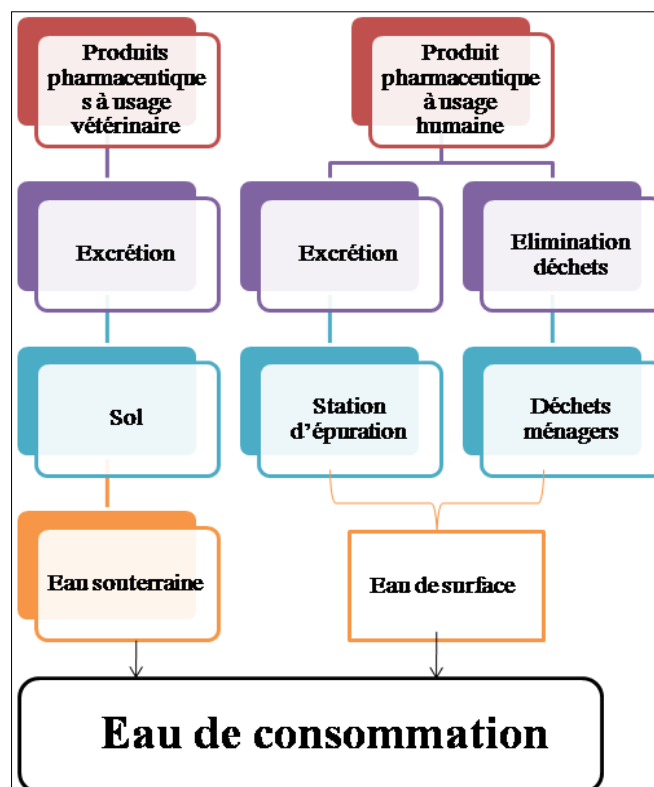 Produits
pharmaceutique
s à usage
vétérinaire
Produit
pharmaceutique
à usage
humaine
Excrétion
Excrétion
Elimination
déchets
Sol
Station
d’épuration
Déchets
ménagers
Eau souterraine
Eau de surface
Eau de consommation